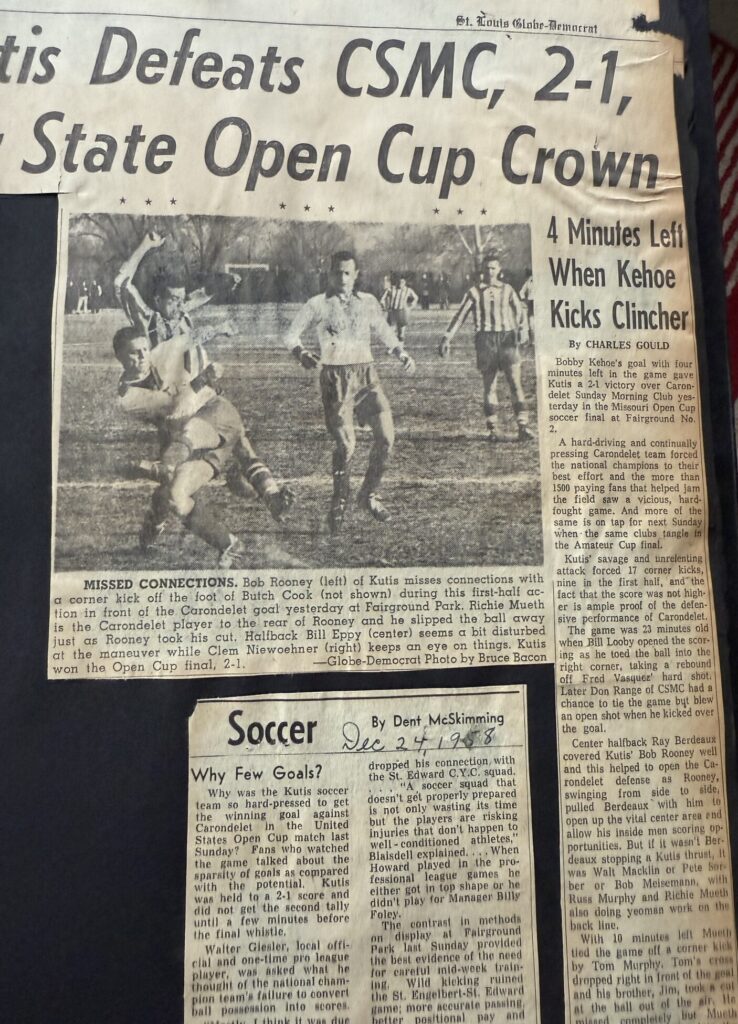 St. Louis Globe-Democrat
tis Defeats CSMC, 2-1,
State Open Cup Crown
4 Minutes Left
When Kehoe
Kicks Clincher
By CHARLES GOULD
Bobby Kehoe's goal with four
minutes left in the game gave
Kutis a 2-1 victory over Caron-
delet Sunday Morning Club yes-
terday in the Missouri Open Cup
soccer final at Fairground No.
2.
A hard-driving and continually
pressing Carondelet team forced
the national champions to their
best effort and the more than
1500 paying fans that helped jam
the field saw a vicious, hard-
fought game. And more of the
same is on tap for next Sunday
when the same clubs tangle in
the Amateur Cup final.
Kutis' savage and unrelenting
attack forced 17 corner kicks,
nine in the first half, and the
fact that the score was not high-
er is ample proof of the defen-
sive performance of Carondelet.
The game was 23 minutes old
when Bill Looby opened the scor-
ing as he toed the ball into the
right corner, taking a rebound
off Fred Vasquez' hard shot.
Later Don Range of CSMC had a
chance to tie the game but blew
an open shot when he kicked over
the goal.
Center halfback Ray Berdeaux
covered Kutis' Bob Rooney well
and this helped to open the Ca-
rondelet defense as Rooney,
swinging from side to side,
pulled Berdeaux with him to
open up the vital center area and
allow his inside men scoring op-
portunities. But if it wasn't Ber-
deaux stopping a Kutis thrust, it
was Walt Macklin or Pete Sor-
ber or Bob Meisemann, with
Russ Murphy and Richie Mueth
also doing yeoman work on the
back line.
With 10 minutes left Mueth
tied the game off a corner kick
by Tom Murphy. Tom's cross
dropped right in front of the goal
and his brother, Jim, took a cut
at the ball out of the air. He
missed completely but Mueth
MISSED CONNECTIONS. Bob Rooney (left) of Kutis misses connections with
a corner kick off the foot of Butch Cook (not shown) during this first-half ac-
tion in front of the Carondelet goal yesterday at Fairground Park. Richie Mueth
is the Carondelet player to the rear of Rooney and he slipped the ball away
just as Rooney took his cut. Halfback Bill Eppy (center) seems a bit disturbed
at the maneuver while Clem Niewoehner (right) keeps an eye on things. Kutis
won the Open Cup final, 2-1. —Globe-Democrat Photo by Bruce Bacon
Soccer
By Dent McSkimming
Dec 24, 1958
Why Few Goals?
Why was the Kutis soccer
team so hard-pressed to get
the winning goal against
Carondelet in the United
States Open Cup match last
Sunday? Fans who watched
the game talked about the
sparsity of goals as compared
with the potential. Kutis
was held to a 2-1 score and
did not get the second tally
until a few minutes before
the final whistle.
Walter Giesler, local offi-
cial and one-time pro league
player, was asked what he
thought of the national cham-
pion team's failure to convert
ball possession into scores.
I think it was due
dropped his connection with
the St. Edward C.Y.C. squad.
. . . . "A soccer squad that
doesn't get properly prepared
is not only wasting its time
but the players are risking
injuries that don't happen to
well-conditioned athletes,"
Blaisdell explained. . . . When
Howard played in the pro-
fessional league games he
either got in top shape or he
didn't play for Manager Billy
Foley.
The contrast in methods
on display at Fairground
Park last Sunday provided
the best evidence of the need
for careful mid-week train-
ing. Wild kicking ruined
the St. Engelbert-St. Edward
game; more accurate passing,
better positional pay and